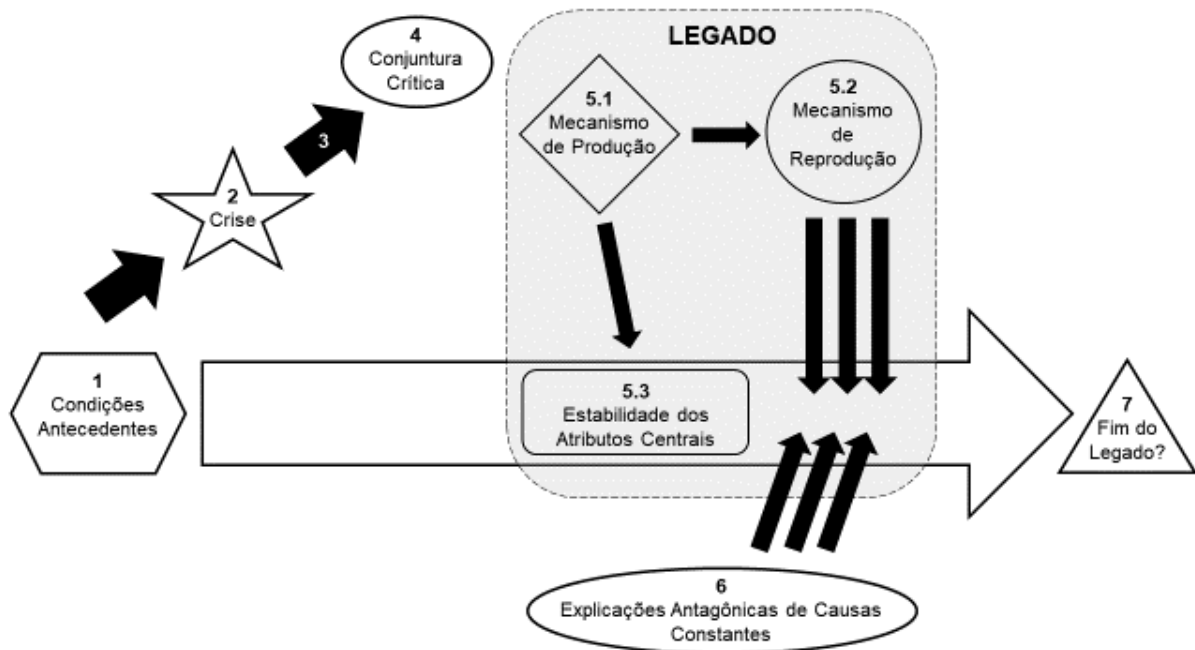 4
Conjuntura
Crítica
3
2
Crise
1
Condições
Antecedentes
LEGADO
5.1
Mecanismo
de Produção
5.2
Mecanismo
de
Reprodução
5.3
Estabilidade dos
Atributos Centrais
6
Explicações Antagônicas de Causas
Constantes
7
Fim do
Legado?